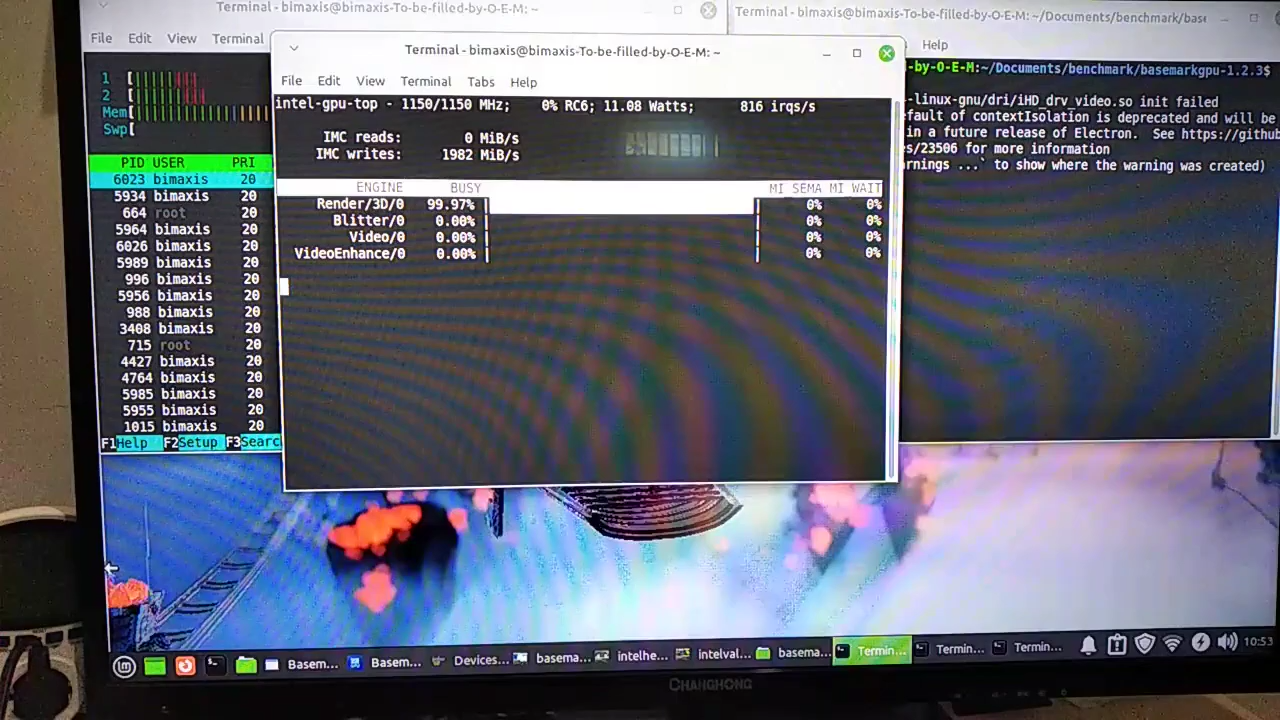 Terminal - bimaxis@bimaxis-To-be-filled-by-O-E-M: ~
Terminal - bimaxis@bimaxis-To-be-filled-by-O-E-M: ~/Documents/benchmark/base
File Edit View Terminal
Help
Terminal - bimaxis@bimaxis-To-be-filled-by-O-E-M: ~
File Edit View Terminal Tabs Help
intel-gpu-top - 1150/1150 MHz; 0% RC6; 11.08 Watts; 816 irqs/s
IMC reads: 0 MiB/s
IMC writes: 1982 MiB/s
ENGINE BUSY MI SEMA MI WAIT
Render/3D/0 99.97% 0% 0%
Blitter/0 0.00% 0% 0%
Video/0 0.00% 0% 0%
VideoEnhance/0 0.00% 0% 0%
1
2
Mem
Swp
PID USER PRI
6023 bimaxis 20
5934 bimaxis 20
664 root 20
5964 bimaxis 20
6026 bimaxis 20
5989 bimaxis 20
996 bimaxis 20
5956 bimaxis 20
988 bimaxis 20
3408 bimaxis 20
715 root 20
4427 bimaxis 20
4764 bimaxis 20
5985 bimaxis 20
5955 bimaxis 20
1015 bimaxis 20
F1Help F2Setup F3Searc
-by-O-E-M:~/Documents/benchmark/basemarkgpu-1.2.3$
-linux-gnu/dri/iHD_drv_video.so init failed
efault of contextIsolation is deprecated and will be
in a future release of Electron. See https://github
es/23506 for more information
arnings ...` to show where the warning was created)
Basem... Basem... Devices... basema... intelhe... intelval... basema... Termin... Termin... Termin... 10:53
CHANGHONG